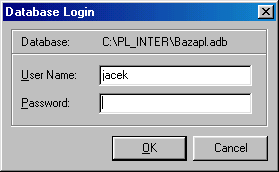 Database Login
Database: C:\PL_INTER\Bazapl.adb
User Name: jacek
Password:
OK Cancel